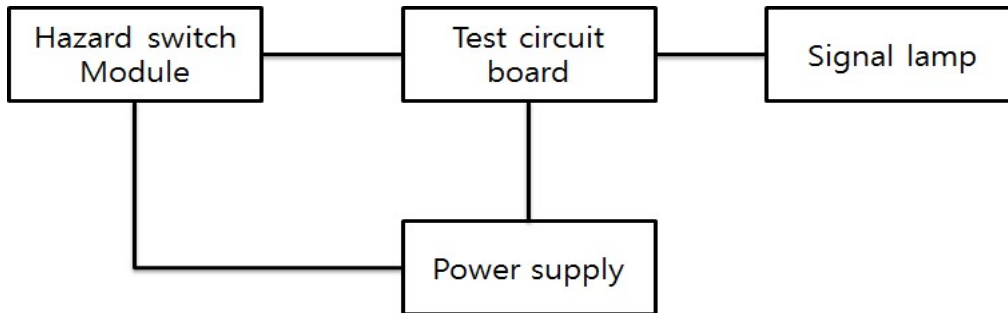 Hazard switch
Module
Test circuit
board
Signal lamp
Power supply